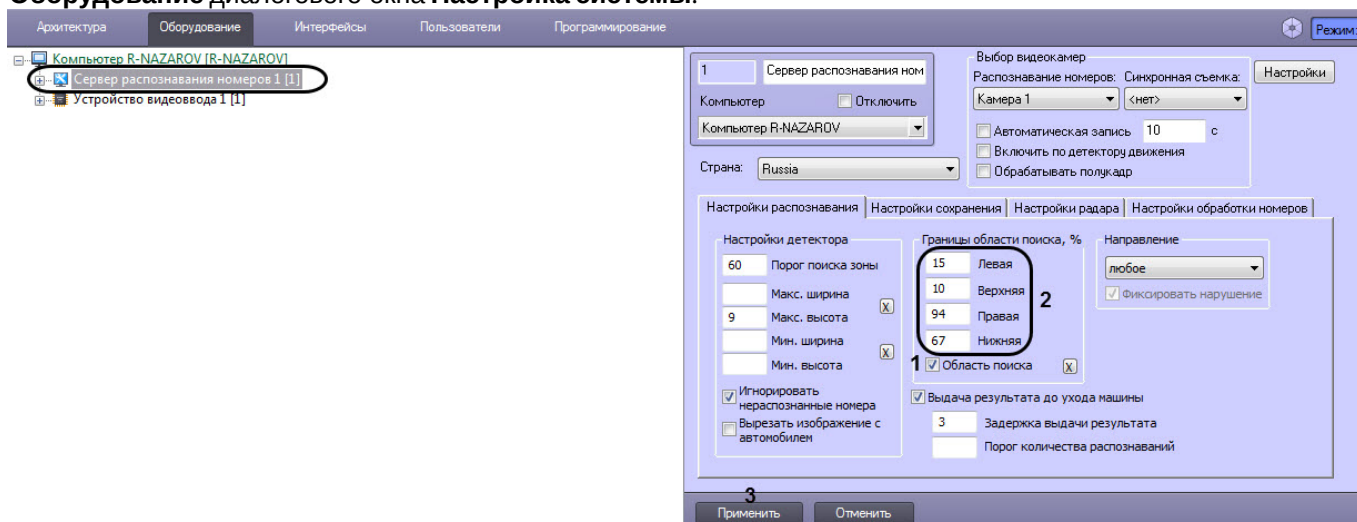 Оборудование диалогового окна Настройка системы.
Архитектура Оборудование Интерфейсы Пользователи Программирование Режим:
Компьютер R-NAZAROV [R-NAZAROV]
Сервер распознавания номеров 1 [1]
Устройство видеоввода 1 [1]
1 Сервер распознавания ном
Компьютер Отключить
Компьютер R-NAZAROV
Страна: Russia
Выбор видеокамер
Распознавание номеров: Синхронная съемка:
Камера 1 <нет>
Настройки
Автоматическая запись 10 с
Включить по детектору движения
Обрабатывать полукадр
Настройки распознавания Настройки сохранения Настройки радара Настройки обработки номеров
Настройки детектора
60 Порог поиска зоны
Макс. ширина
X
9 Макс. высота
Мин. ширина
X
Мин. высота
Игнорировать
нераспознанные номера
Вырезать изображение с
автомобилем
Границы области поиска, %
15 Левая
10 Верхняя
2
94 Правая
67 Нижняя
1 Область поиска X
Направление
любое
Фиксировать нарушение
Выдача результата до ухода машины
3 Задержка выдачи результата
Порог количества распознаваний
3
Применить Отменить